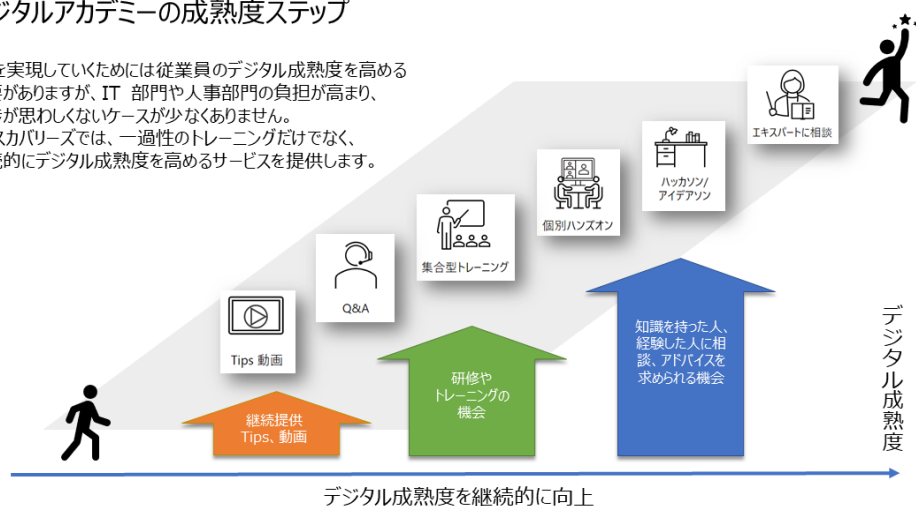 ジタルアカデミーの成熟度ステップ
を実現していくためには従業員のデジタル成熟度を高める
要がありますが、IT 部門や人事部門の負担が高まり、
が思わしくないケースが少なくありません。
スカバリーズでは、一過性のトレーニングだけでなく、
的にデジタル成熟度を高めるサービスを提供します。
エキスパートに相談
ハッカソン/
アイデアソン
個別ハンズオン
集合型トレーニング
Q&A
Tips 動画
継続提供
Tips、動画
研修や
トレーニングの
機会
知識を持った人、
経験した人に相
談、アドバイスを
求められる機会
デジタル成熟度
デジタル成熟度を継続的に向上